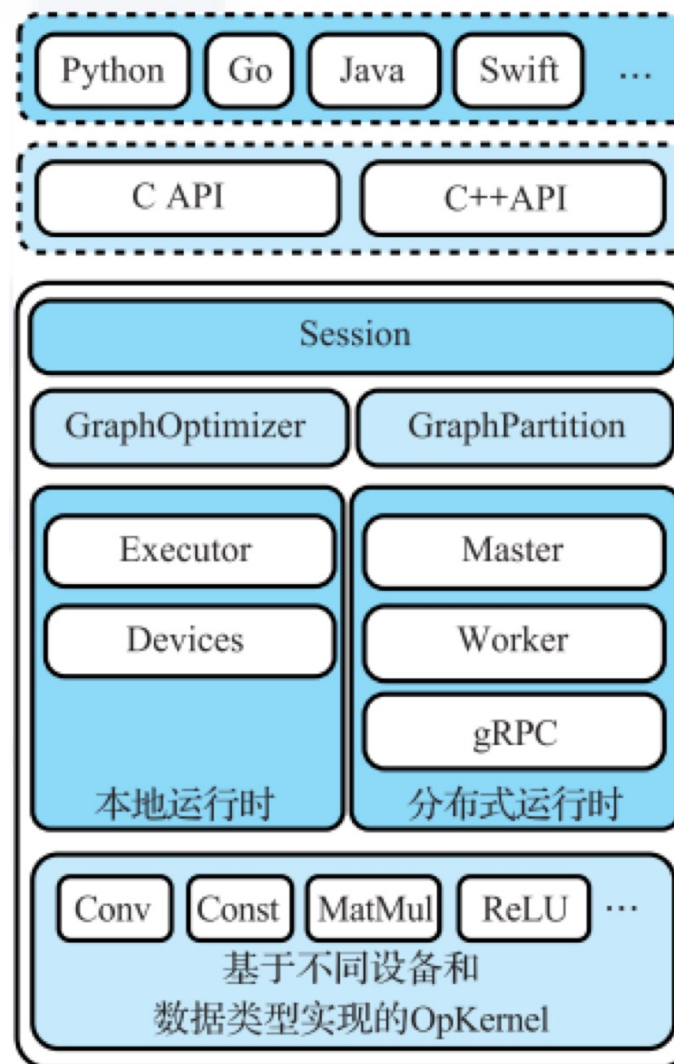 Python Go Java Swift …
C API C++API
Session
GraphOptimizer GraphPartition
Executor Master
Devices Worker
gRPC
本地运行时 分布式运行时
Conv Const MatMul ReLU …
基于不同设备和
数据类型实现的OpKernel